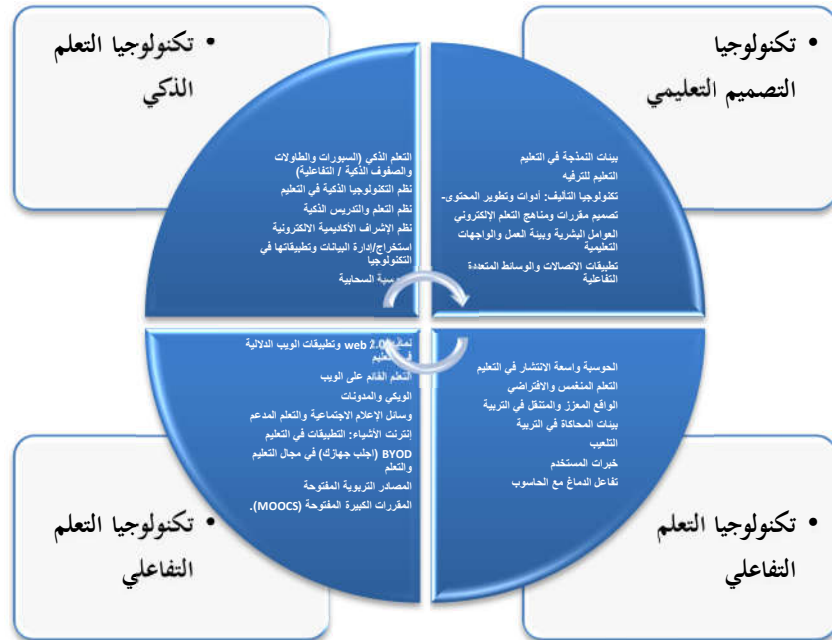 • تكنولوجيا
التصميم التعليمي
بيئات النمذجة في التعليم
التعليم للترفيه
تكنولوجيا التأليف: أدوات وتطوير المحتوى-
تصميم مقررات ومناهج التعلم الإلكتروني
العوامل البشرية وبيئة العمل والواجهات
التعليمية
تطبيقات الاتصالات والوسائط المتعددة
التفاعلية
• تكنولوجيا التعلم
الذكي
التعلم الذكي (السبورات والطاولات
والصفوف الذكية / التفاعلية)
نظم التكنولوجيا الذكية في التعليم
نظم التعلم والتدريس الذكية
نظم الإشراف الأكاديمية الالكترونية
استخراج/إدارة البيانات وتطبيقاتها في
التكنولوجيا
السحابية
• تكنولوجيا التعلم
التفاعلي
الحوسبة واسعة الانتشار في التعليم
التعلم المنغمس والافتراضي
الواقع المعزز والمتنقل في التربية
بيئات المحاكاة في التربية
التلعيب
خبرات المستخدم
تفاعل الدماغ مع الحاسوب
• تكنولوجيا التعلم
التفاعلي
web 2.0 وتطبيقات الويب الدلالية
التعلم القائم على الويب
الويكي والمدونات
وسائل الإعلام الاجتماعية والتعلم المدعم
إنترنت الأشياء: التطبيقات في التعليم
BYOD (اجلب جهازك) في مجال التعليم
والتعلم
المصادر التربوية المفتوحة
المقررات الكبيرة المفتوحة (MOOCS).